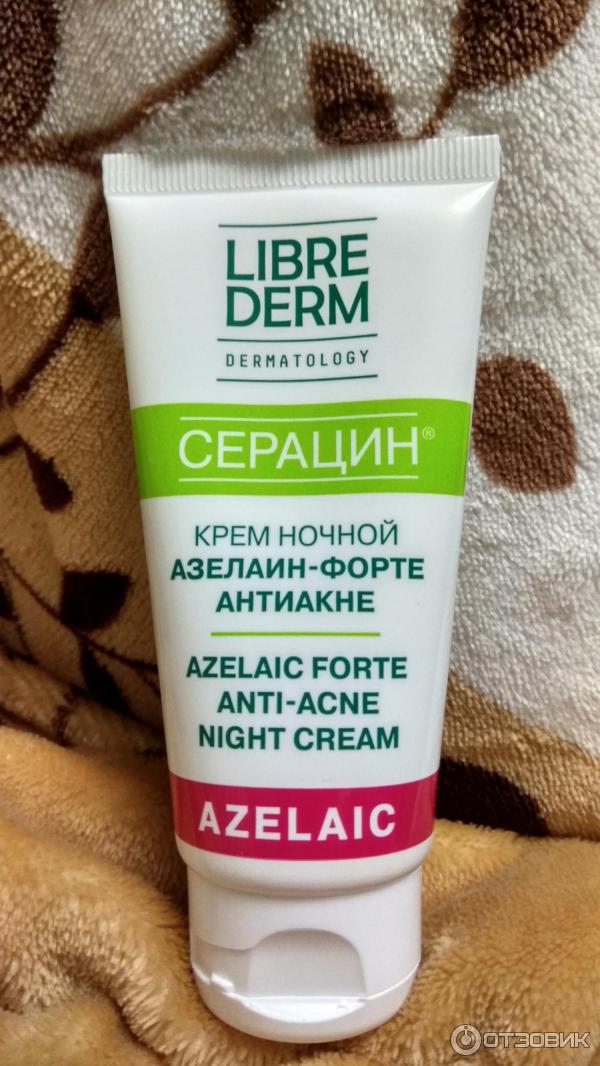 LIBRE
DERM
DERMATOLOGY
СЕРАЦИН®
КРЕМ НОЧНОЙ
АЗЕЛАИН-ФОРТЕ
АНТИАКНЕ
AZELAIC FORTE
ANTI-ACNE
NIGHT CREAM
AZELAIC
ОТЗОВИК